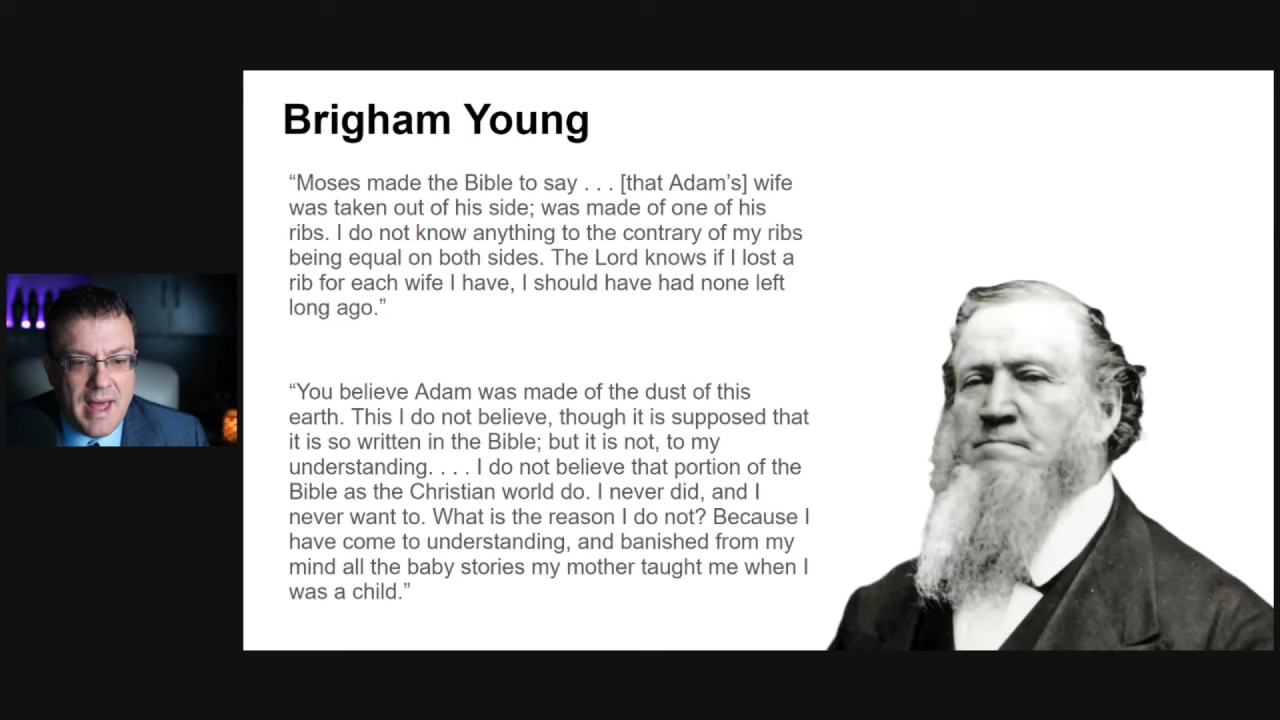 Brigham Young
“Moses made the Bible to say . . . [that Adam’s] wife
was taken out of his side; was made of one of his
ribs. I do not know anything to the contrary of my ribs
being equal on both sides. The Lord knows if I lost a
rib for each wife I have, I should have had none left
long ago.”
“You believe Adam was made of the dust of this
earth. This I do not believe, though it is supposed that
it is so written in the Bible; but it is not, to my
understanding. . . . I do not believe that portion of the
Bible as the Christian world do. I never did, and I
never want to. What is the reason I do not? Because I
have come to understanding, and banished from my
mind all the baby stories my mother taught me when I
was a child.”